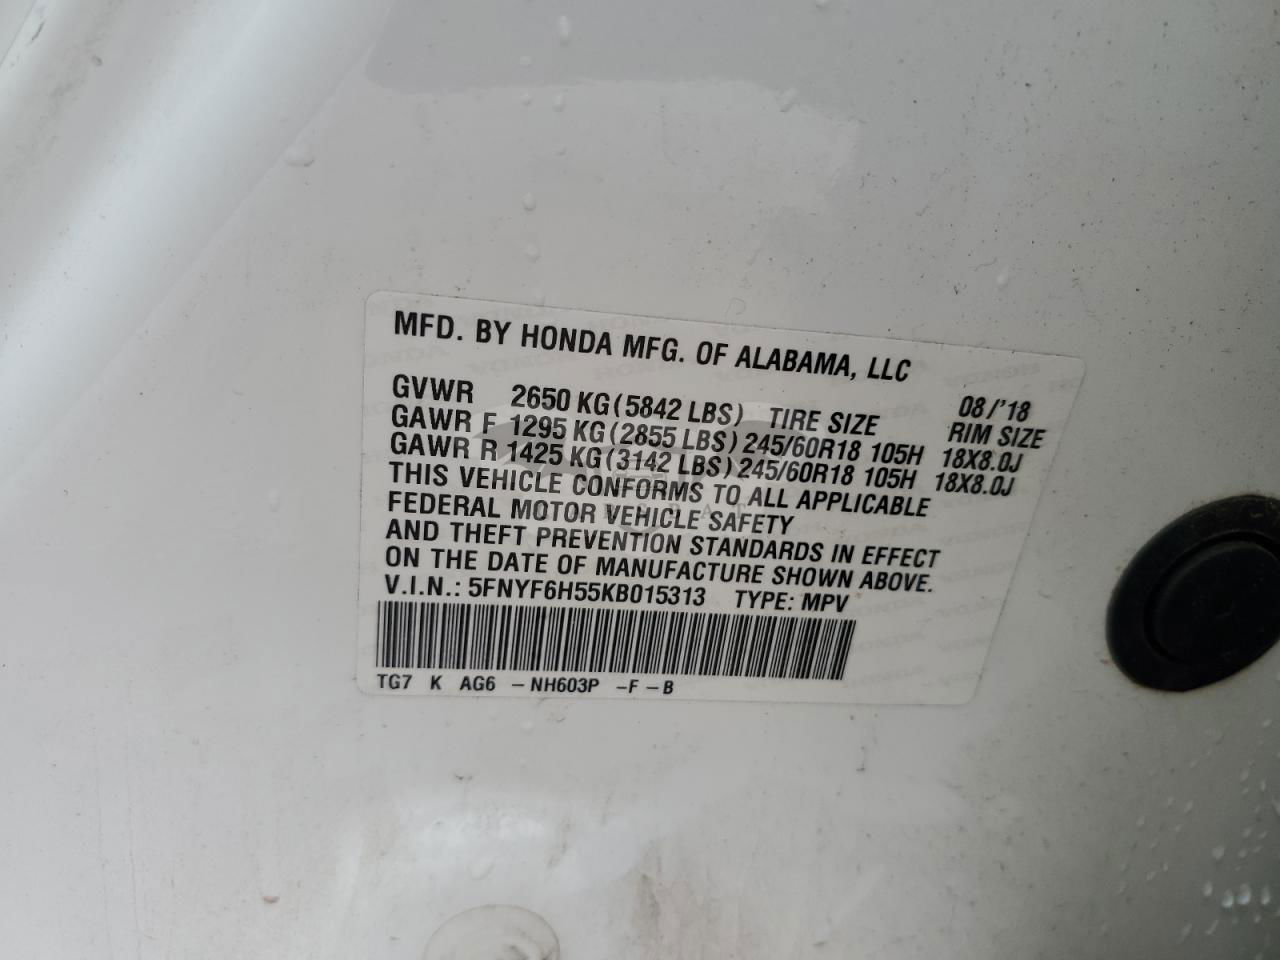 MFD. BY HONDA MFG. OF ALABAMA, LLC
08/'18
GVWR 2650 KG (5842 LBS) TIRE SIZE RIM SIZE
GAWR F 1295 KG (2855 LBS) 245/60R18 105H 18X8.0J
GAWR R 1425 KG (3142 LBS) 245/60R18 105H 18X8.0J
THIS VEHICLE CONFORMS TO ALL APPLICABLE
FEDERAL MOTOR VEHICLE SAFETY
AND THEFT PREVENTION STANDARDS IN EFFECT
ON THE DATE OF MANUFACTURE SHOWN ABOVE.
V.I.N.: 5FNYF6H55KB015313 TYPE: MPV
TG7 K AG6 -NH603P -F-B